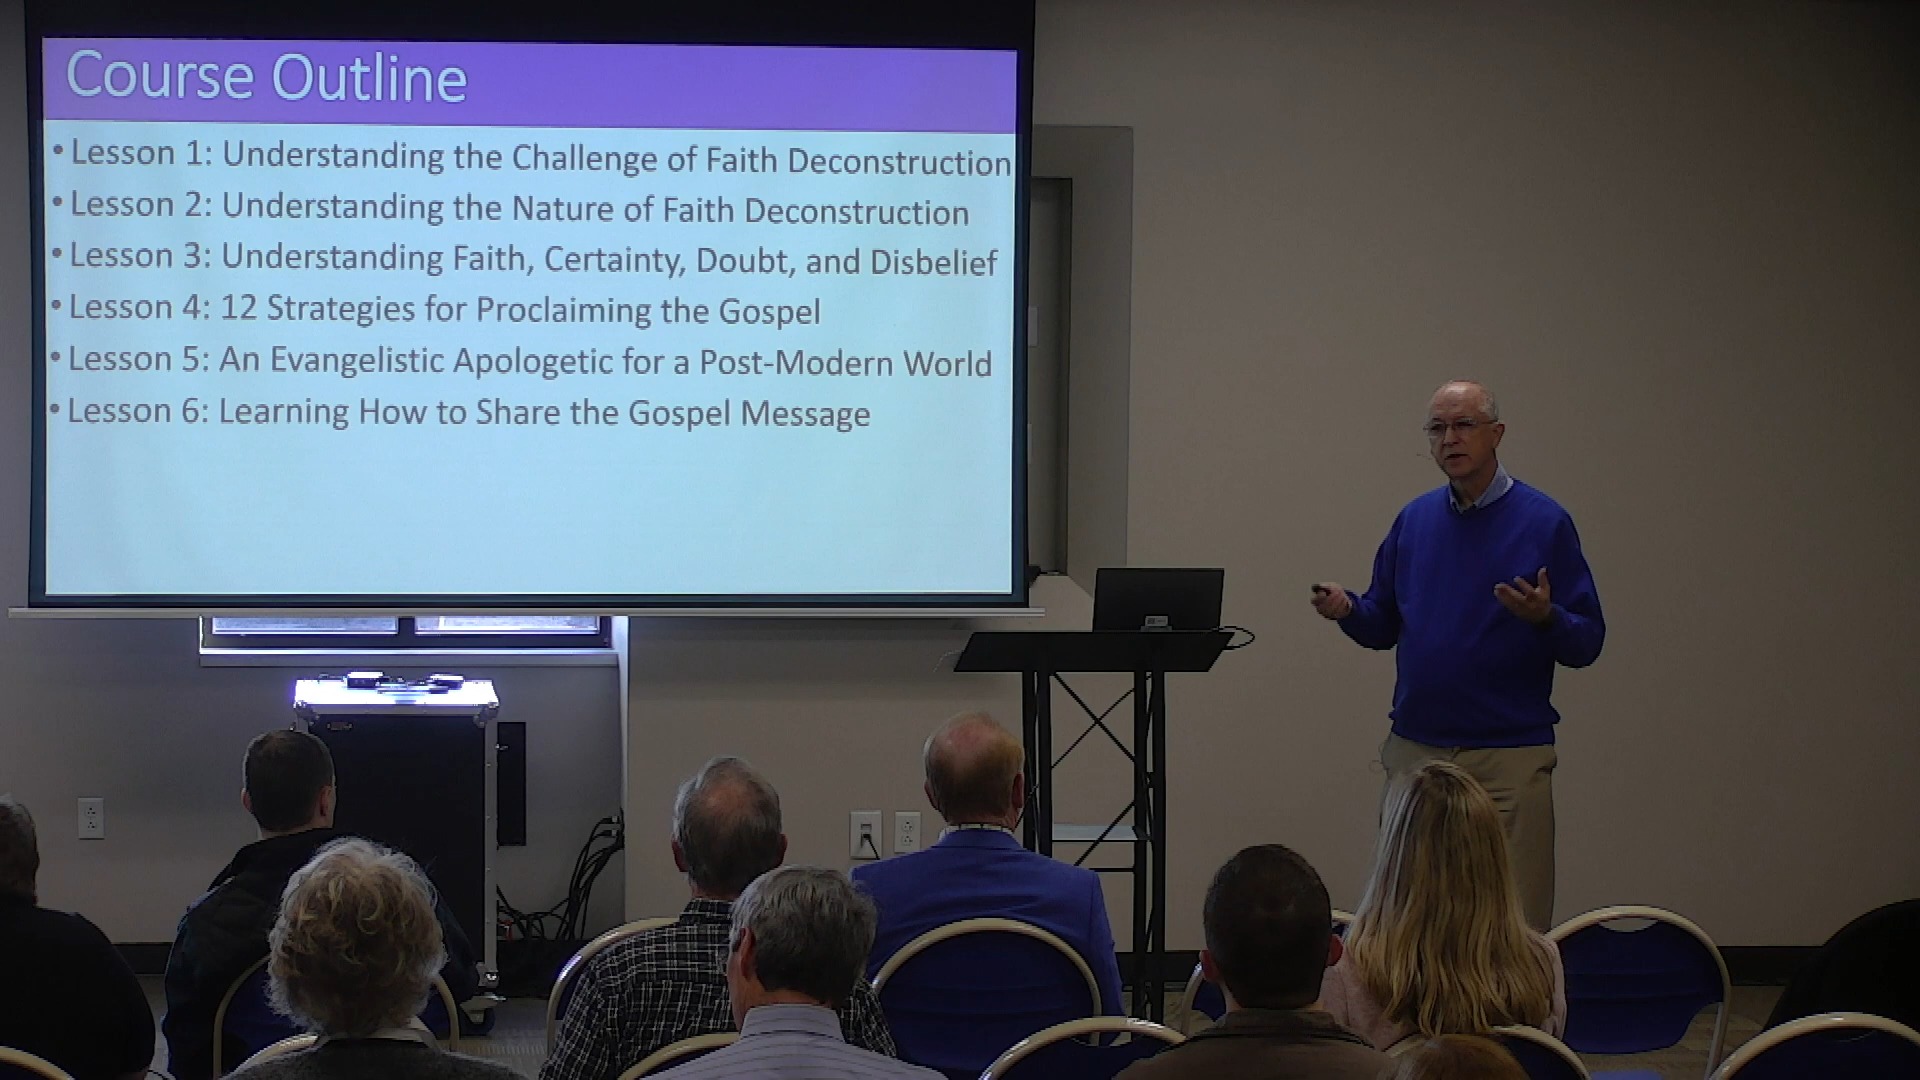 Course Outline
• Lesson 1: Understanding the Challenge of Faith Deconstruction
• Lesson 2: Understanding the Nature of Faith Deconstruction
• Lesson 3: Understanding Faith, Certainty, Doubt, and Disbelief
• Lesson 4: 12 Strategies for Proclaiming the Gospel
• Lesson 5: An Evangelistic Apologetic for a Post-Modern World
• Lesson 6: Learning How to Share the Gospel Message